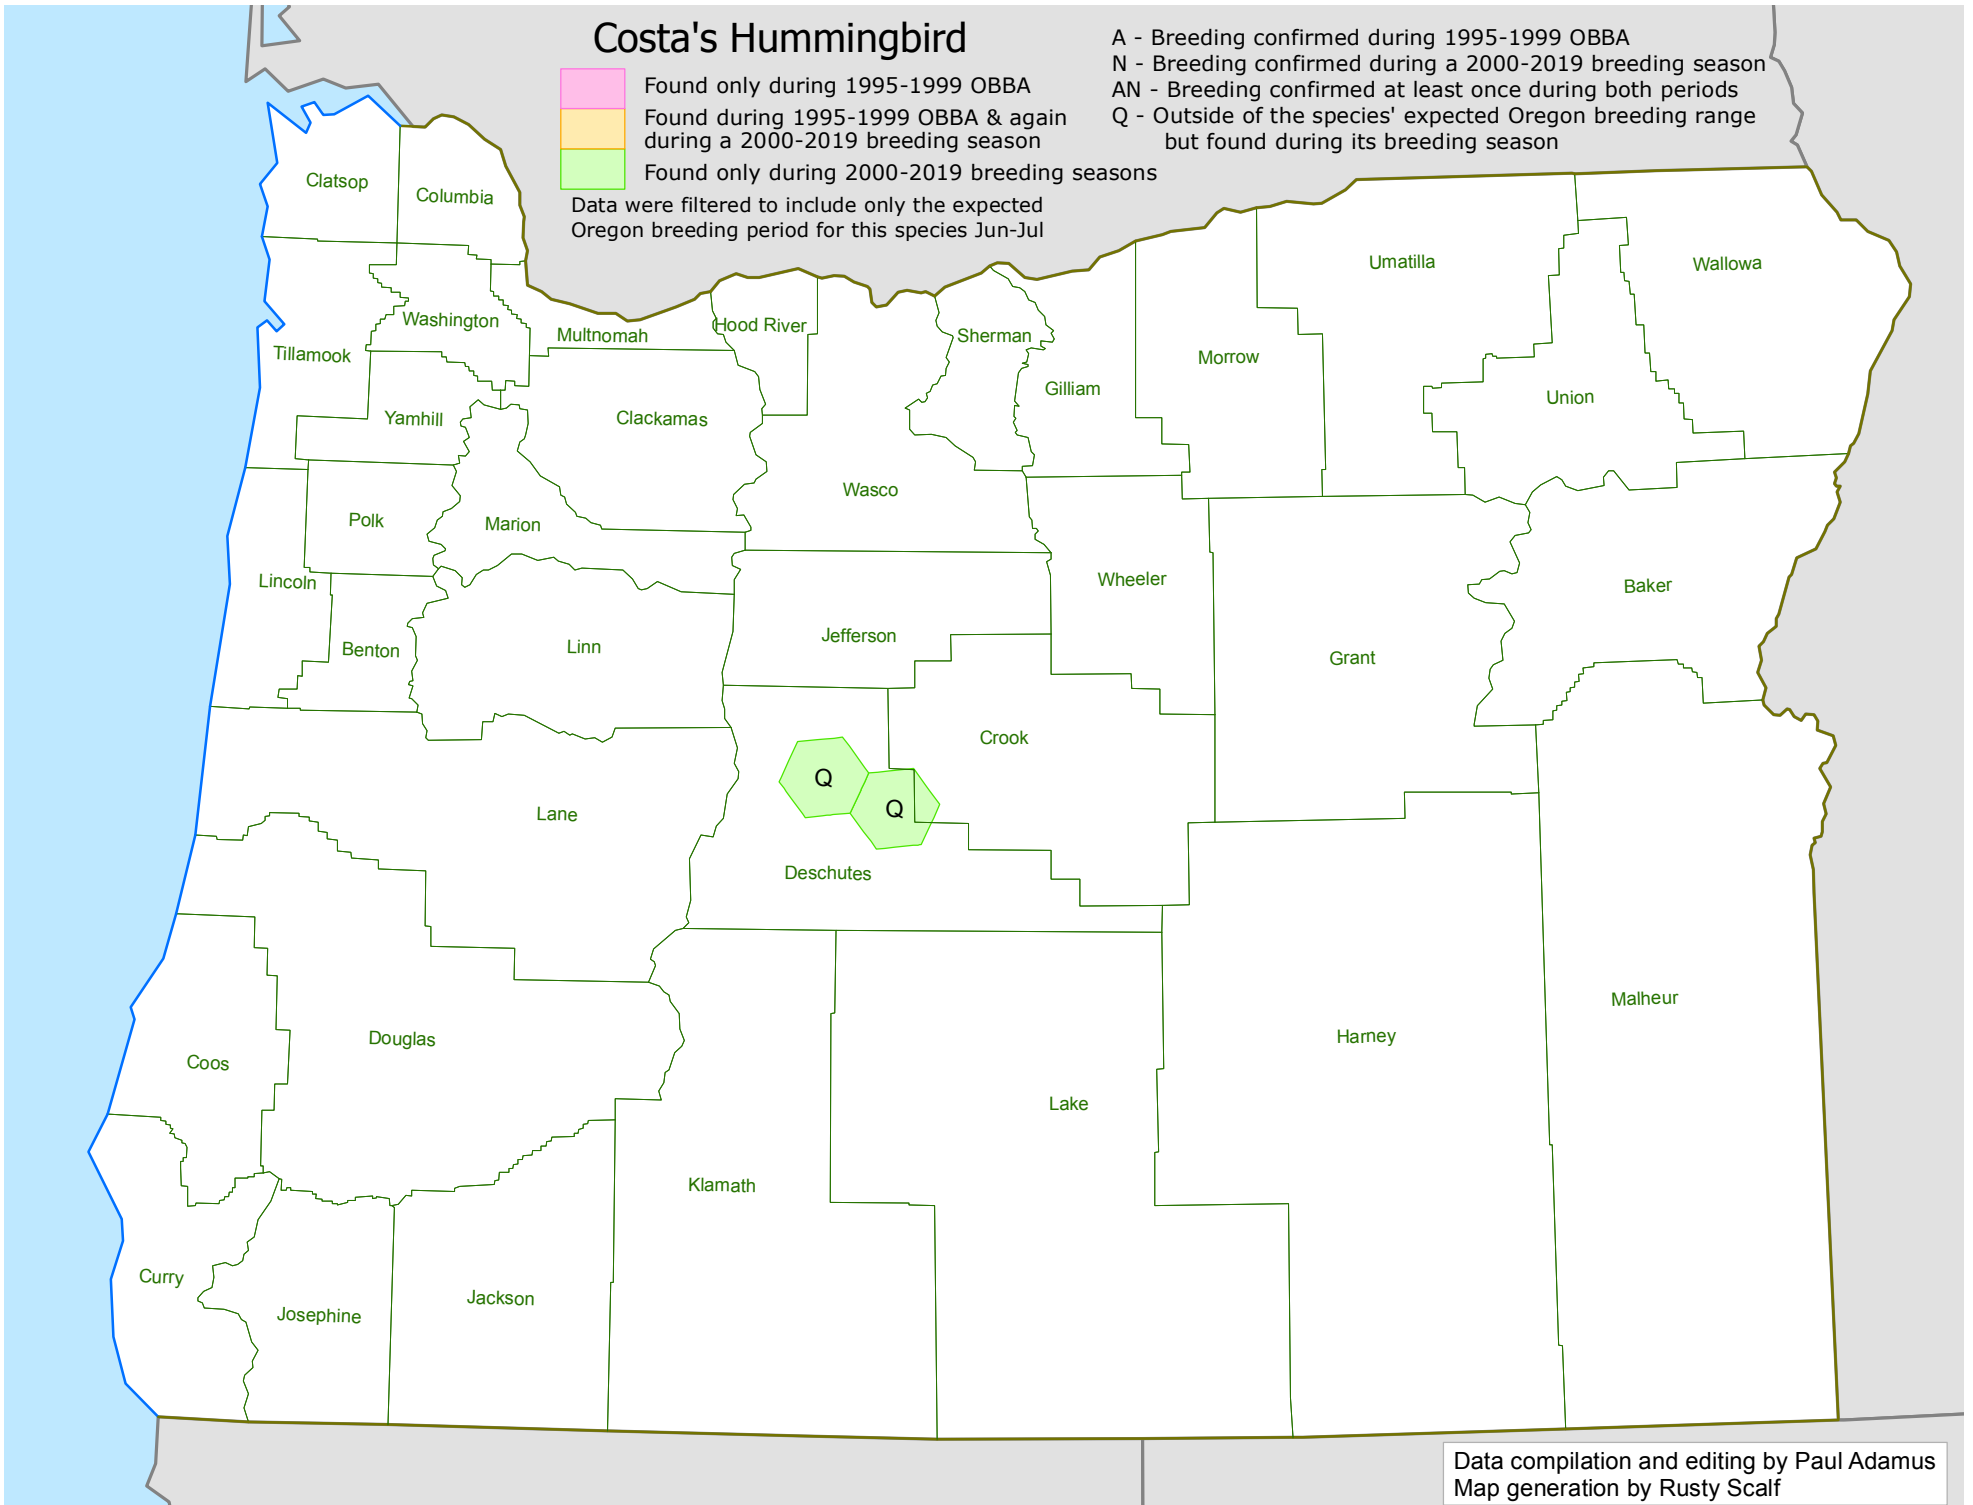 Costa's Hummingbird
Found only during 1995-1999 OBBA
Found during 1995-1999 OBBA & again
during a 2000-2019 breeding season
Found only during 2000-2019 breeding seasons
Data were filtered to include only the expected
Oregon breeding period for this species Jun-Jul
A - Breeding confirmed during 1995-1999 OBBA
N - Breeding confirmed during a 2000-2019 breeding season
AN - Breeding confirmed at least once during both periods
Q - Outside of the species' expected Oregon breeding range
but found during its breeding season
Clatsop
Columbia
Umatilla
Wallowa
Washington
Multnomah
Hood River
Sherman
Tillamook
Morrow
Gilliam
Union
Yamhill
Clackamas
Wasco
Polk
Marion
Lincoln
Wheeler
Baker
Benton
Linn
Jefferson
Grant
Crook
Q
Q
Lane
Deschutes
Malheur
Douglas
Harney
Coos
Lake
Klamath
Curry
Josephine
Jackson
Data compilation and editing by Paul Adamus
Map generation by Rusty Scalf